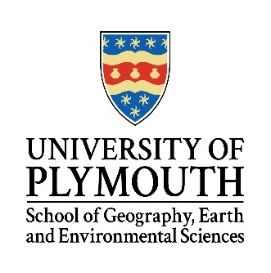 UNIVERSITY OF
PLYMOUTH
School of Geography, Earth
and Environmental Sciences